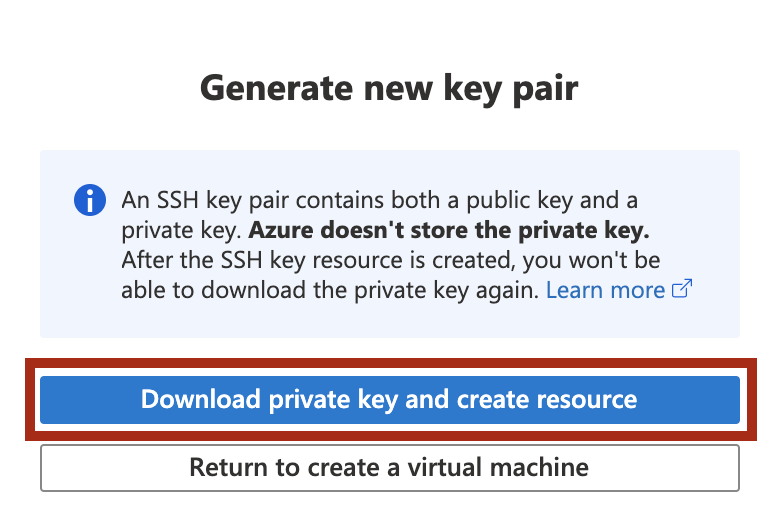 Generate new key pair
An SSH key pair contains both a public key and a
private key. Azure doesn't store the private key.
After the SSH key resource is created, you won't be
able to download the private key again. Learn more
Download private key and create resource
Return to create a virtual machine